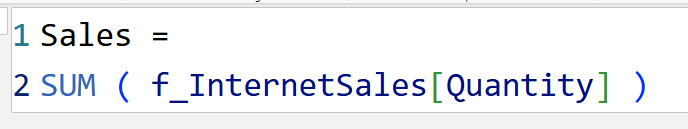 1 Sales =
2 SUM ( f_InternetSales[Quantity] )